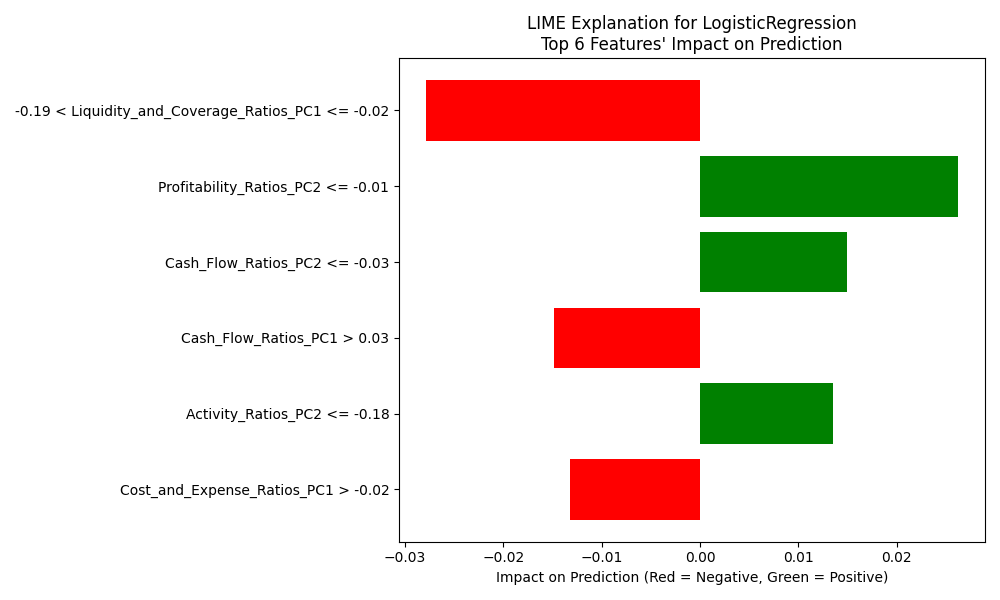 LIME Explanation for LogisticRegression
Top 6 Features' Impact on Prediction
-0.19 < Liquidity_and_Coverage_Ratios_PC1 <= -0.02
Profitability_Ratios_PC2 <= -0.01
Cash_Flow_Ratios_PC2 <= -0.03
Cash_Flow_Ratios_PC1 > 0.03
Activity_Ratios_PC2 <= -0.18
Cost_and_Expense_Ratios_PC1 > -0.02
−0.03 −0.02 −0.01 0.00 0.01 0.02
Impact on Prediction (Red = Negative, Green = Positive)